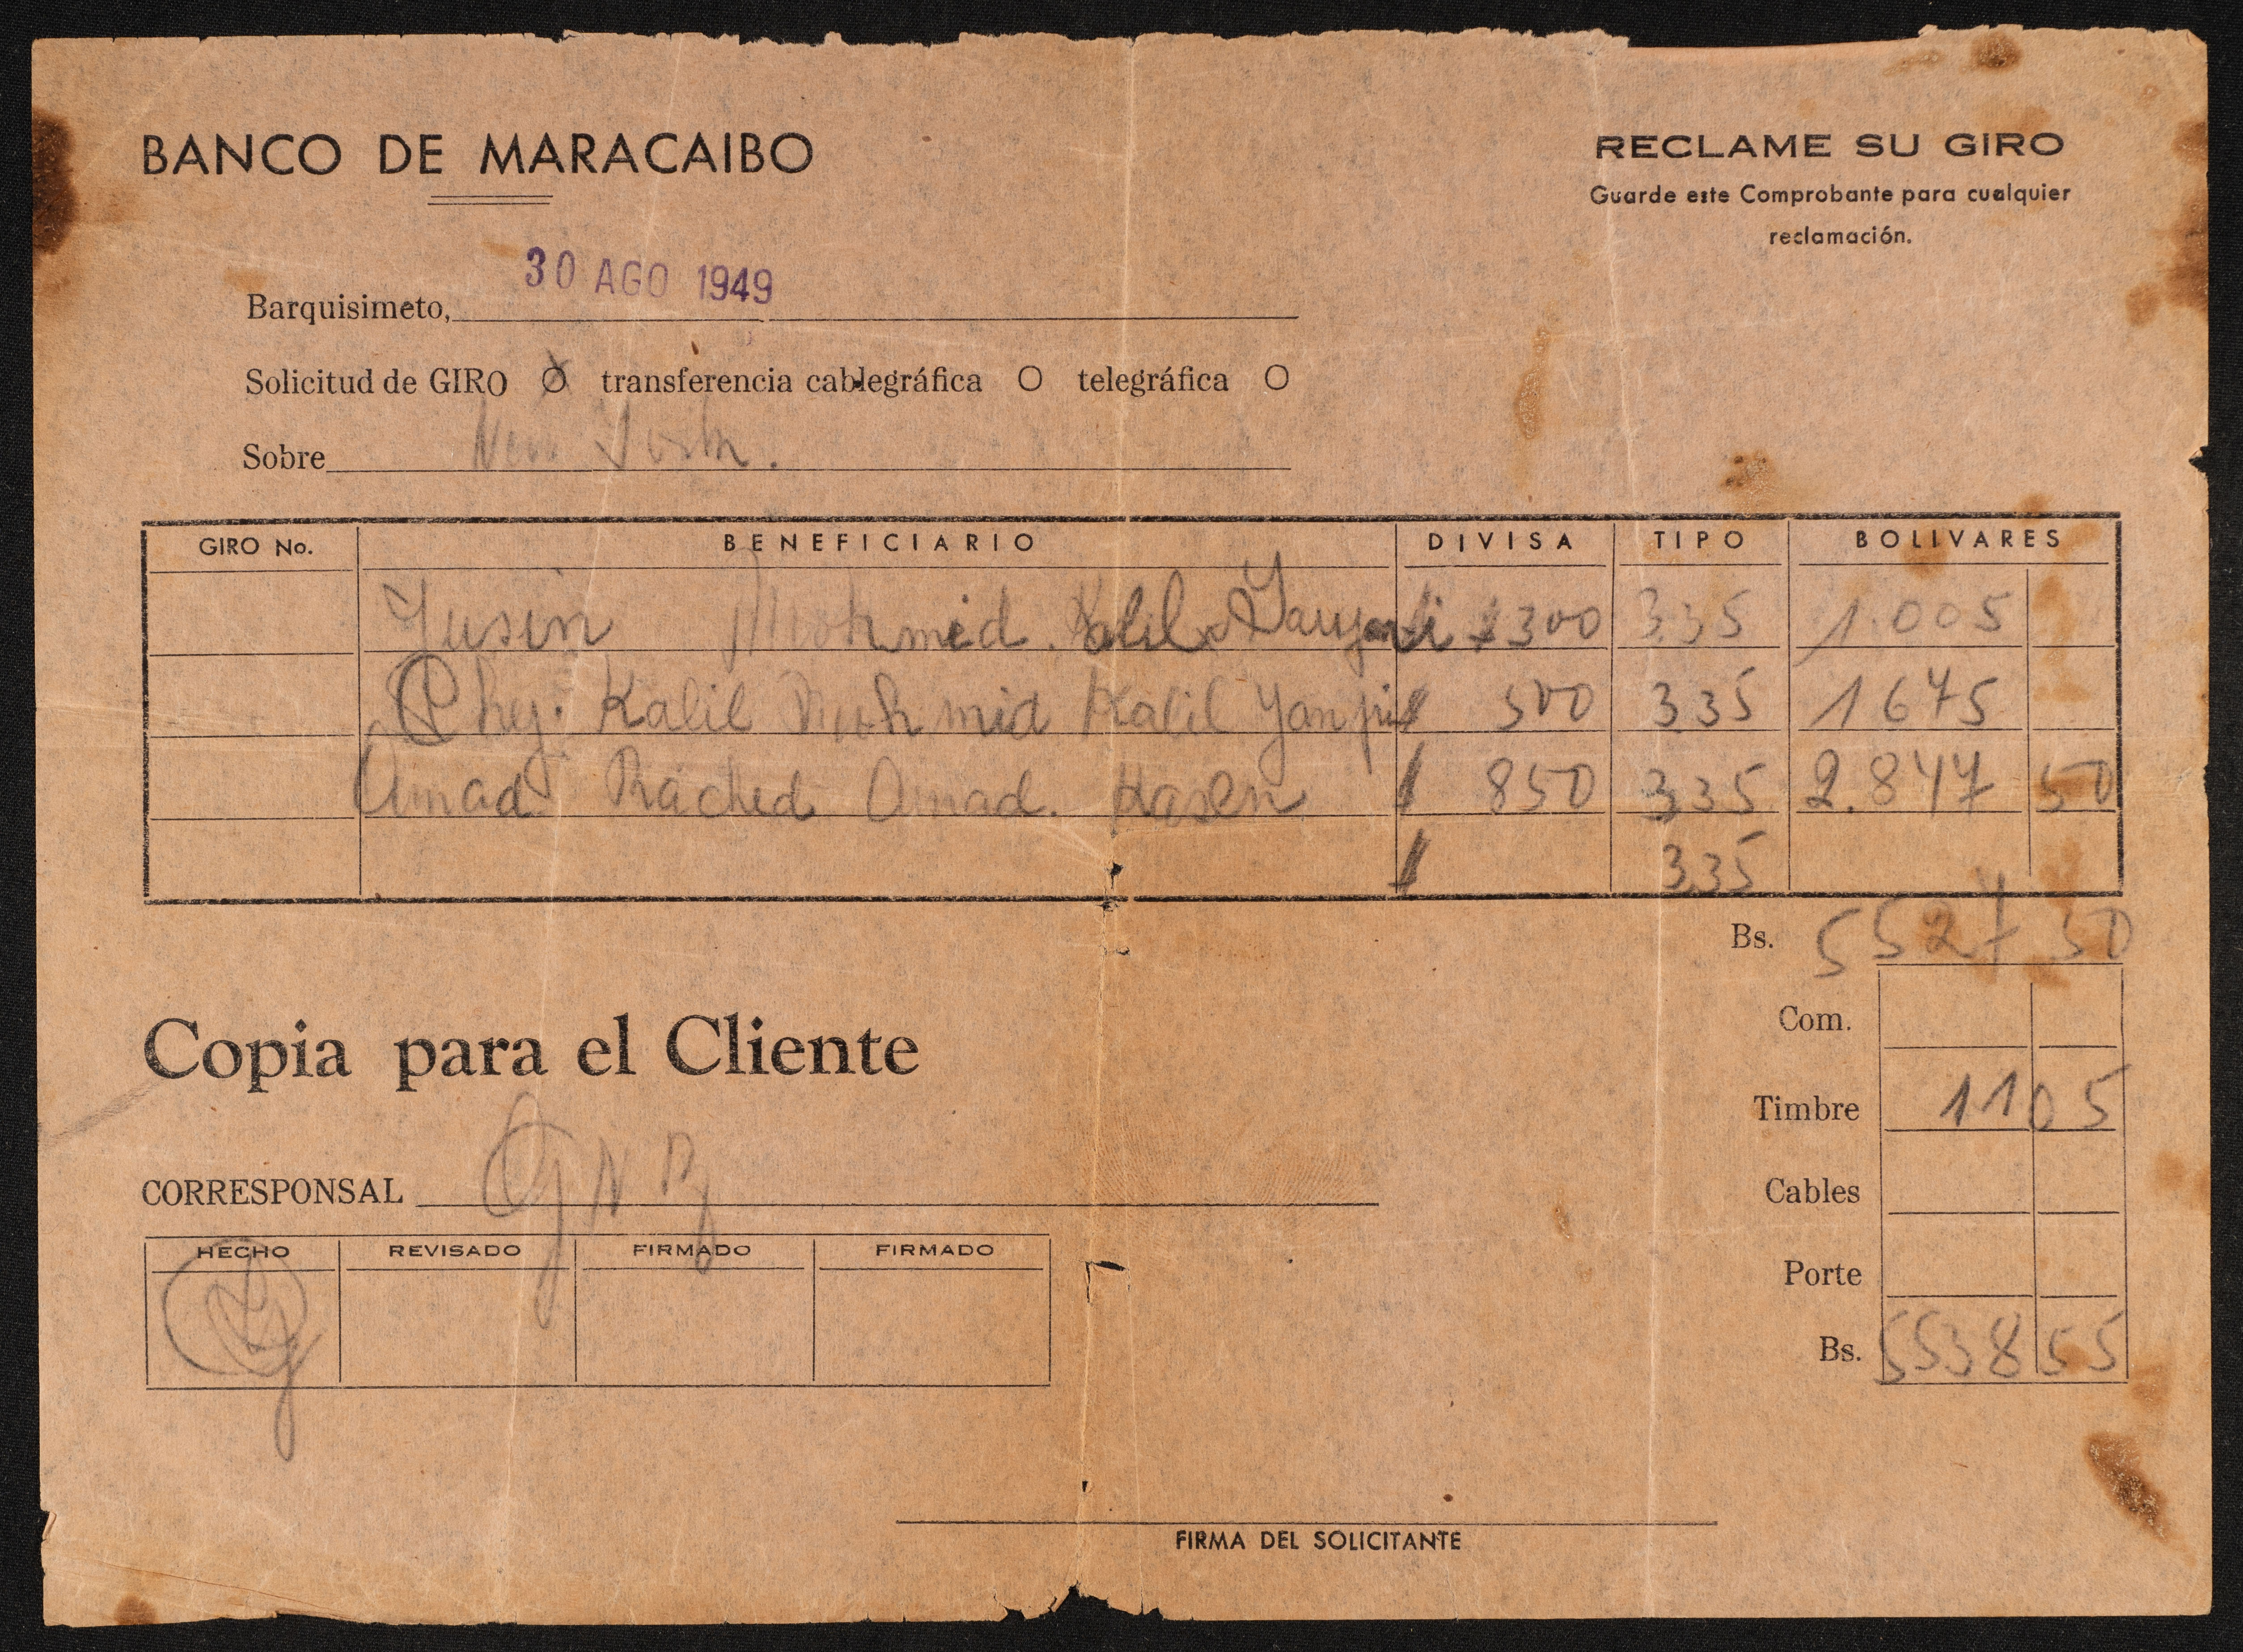 BANCO DE MARACAIBO
RECLAME SU GIRO
Guarde este Comprobante para cualquier
reclamación.
Barquisimeto, 30 AGO 1949
Solicitud de GIRO O transferencia cablegráfica O telegráfica O
Sobre New York.
GIRO No. BENEFICIARIO DIVISA TIPO BOLIVARES
Yusin Mohmed. Kalil $ 300 3.35 1.005
Kalil Mohmid Kalil $ 500 3.35 1675
Amad Rached Amad. Hasen $ 850 3.35 2.847 50
$ 3.35
Bs. 5527 50
Copia para el Cliente
Com.
Timbre 11 05
Cables
CORRESPONSAL
Porte
HECHO REVISADO FIRMADO FIRMADO
Bs. 5538 55
FIRMA DEL SOLICITANTE